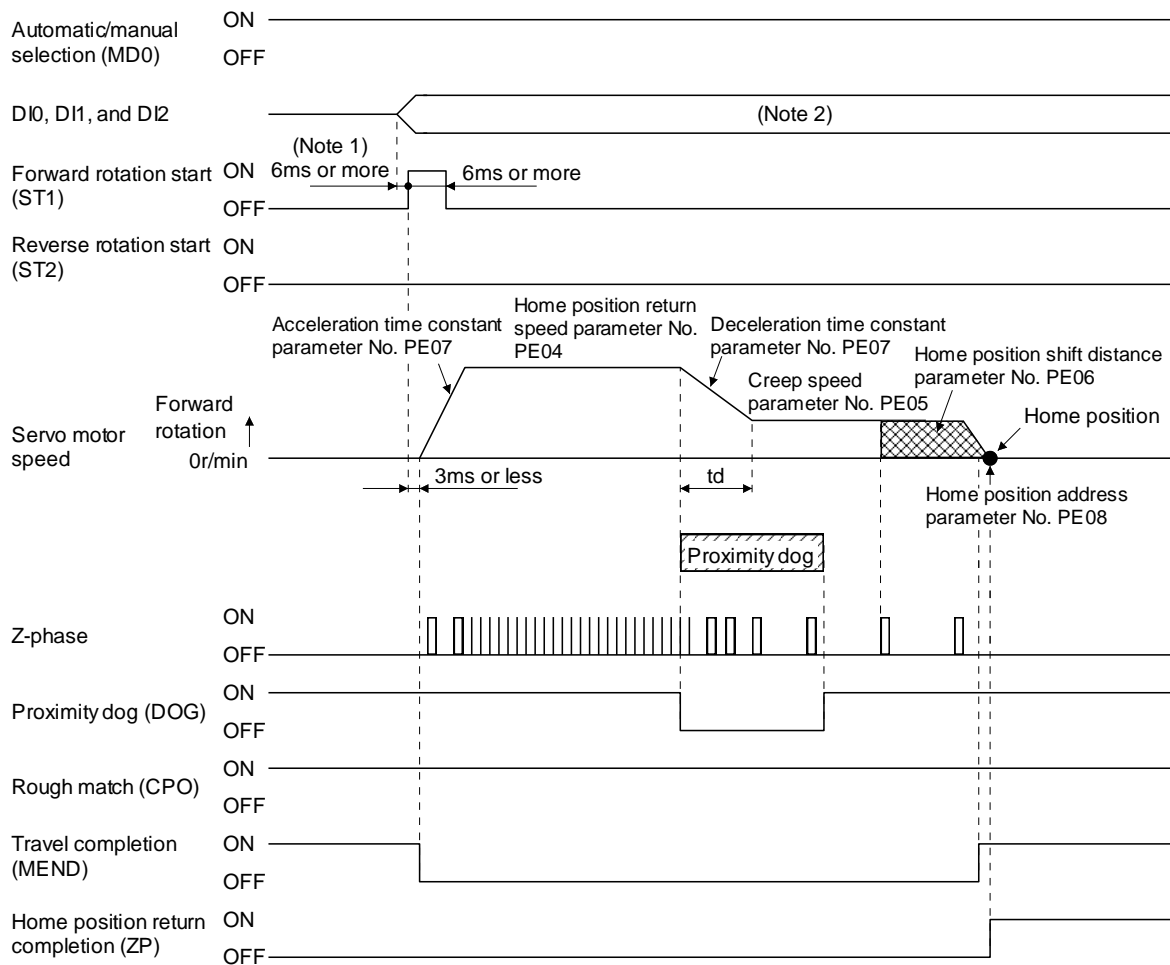 Automatic/manual
selection (MD0)
ON
OFF
DI0, DI1, and DI2
(Note 2)
(Note 1)
6ms or more
6ms or more
Forward rotation start
(ST1)
ON
OFF
Reverse rotation start
(ST2)
ON
OFF
Acceleration time constant
parameter No. PE07
Home position return
speed parameter No.
PE04
Deceleration time constant
parameter No. PE07
Creep speed
parameter No. PE05
Home position shift distance
parameter No. PE06
Home position
Servo motor
speed
Forward
rotation
0r/min
3ms or less
td
Home position address
parameter No. PE08
Proximity dog
Z-phase
ON
OFF
Proximity dog (DOG)
ON
OFF
Rough match (CPO)
ON
OFF
Travel completion
(MEND)
ON
OFF
Home position return
completion (ZP)
ON
OFF